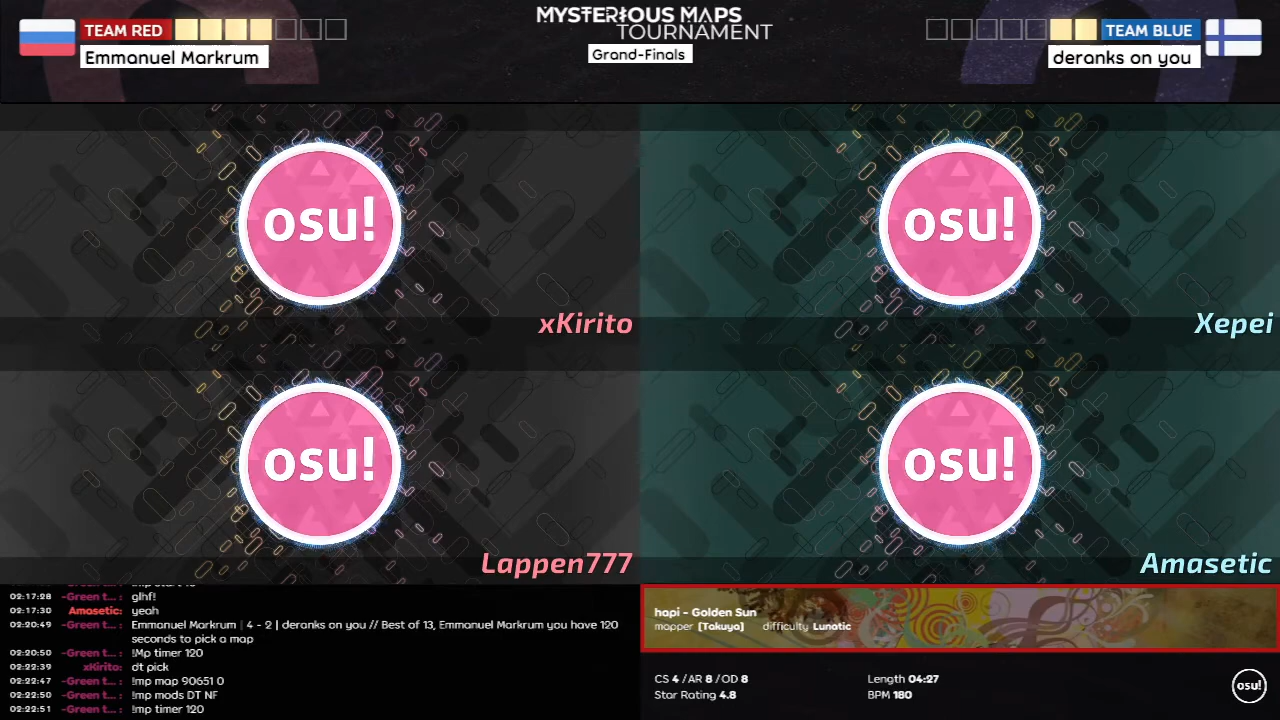 MYSTERIOUS MAPS
TOURNAMENT
Grand-Finals
TEAM RED
Emmanuel Markrum
TEAM BLUE
deranks on you
osu!
xKirito
osu!
Xepei
osu!
Lappen777
osu!
Amasetic
02:17:28 -Green t... : glhf!
02:17:30 Amasetic: yeah
02:20:49 -Green t... : Emmanuel Markrum | 4 - 2 | deranks on you // Best of 13, Emmanuel Markrum you have 120
seconds to pick a map
02:20:50 -Green t... : !Mp timer 120
02:22:39 xKirito: dt pick
02:22:47 -Green t... : !mp map 90651 0
02:22:50 -Green t... : !mp mods DT NF
02:22:51 -Green t... : !mp timer 120
hapi - Golden Sun
mapper [Takuya] difficulty Lunatic
CS 4 / AR 8 / OD 8
Star Rating 4.8
Length 04:27
BPM 180
osu!